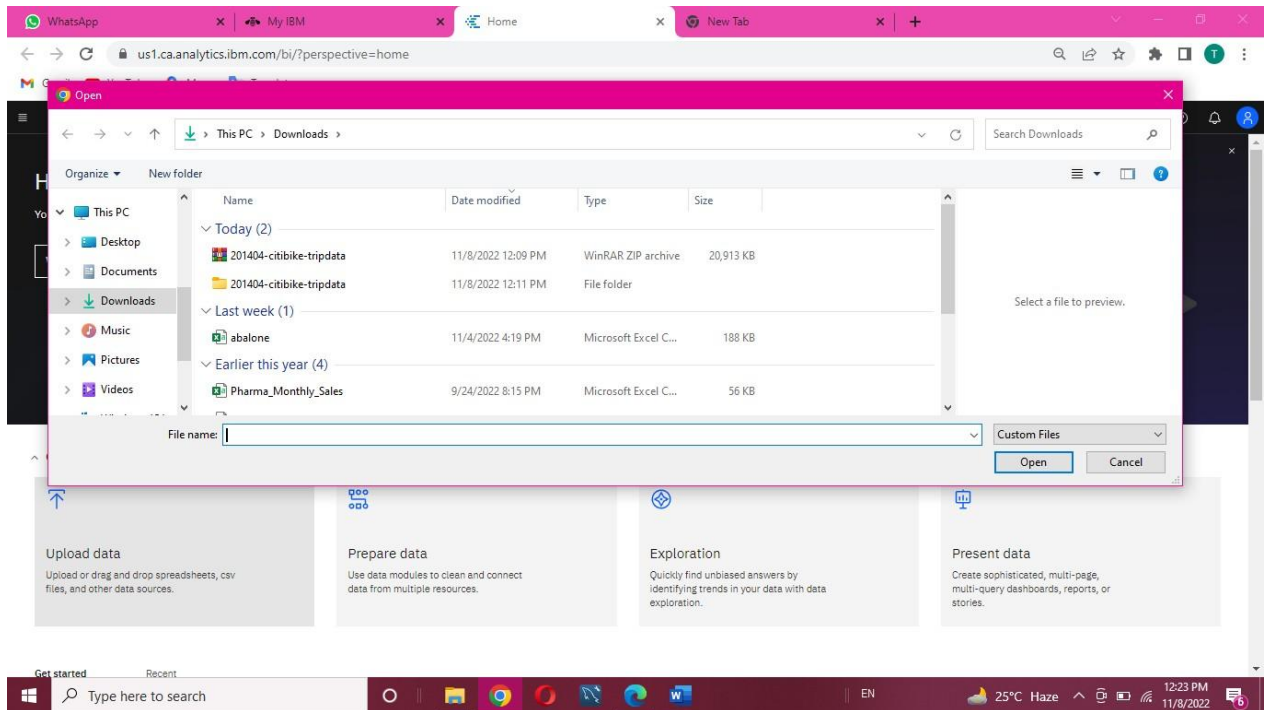 WhatsApp My IBM Home New Tab
us1.ca.analytics.ibm.com/bi/?perspective=home T
Open
This PC > Downloads > Search Downloads
Organize New folder
Name Date modified Type Size
This PC
Today (2)
Desktop
201404-citibike-tripdata 11/8/2022 12:09 PM WinRAR ZIP archive 20,913 KB
Documents
201404-citibike-tripdata 11/8/2022 12:11 PM File folder
Downloads
Select a file to preview.
Last week (1)
Music
abalone 11/4/2022 4:19 PM Microsoft Excel C... 188 KB
Pictures
Earlier this year (4)
Videos
Pharma_Monthly_Sales 9/24/2022 8:15 PM Microsoft Excel C... 56 KB
File name: Custom Files
Open Cancel
Upload data
Upload or drag and drop spreadsheets, csv
files, and other data sources.
Prepare data
Use data modules to clean and connect
data from multiple resources.
Exploration
Quickly find unbiased answers by
identifying trends in your data with data
exploration.
Present data
Create sophisticated, multi-page,
multi-query dashboards, reports, or
stories.
Get started Recent
Type here to search EN 25°C Haze 12:23 PM
11/8/2022 6